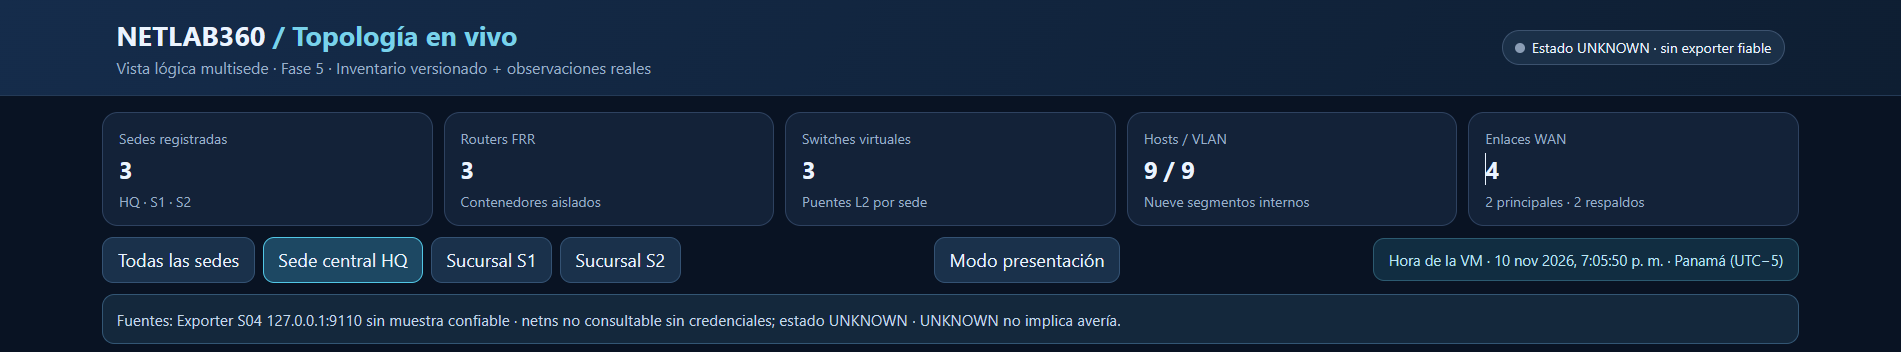 NETLAB360 / Topología en vivo
Vista lógica multisede · Fase 5 · Inventario versionado + observaciones reales
Estado UNKNOWN · sin exporter fiable
Sedes registradas
3
HQ · S1 · S2
Routers FRR
3
Contenedores aislados
Switches virtuales
3
Puentes L2 por sede
Hosts / VLAN
9 / 9
Nueve segmentos internos
Enlaces WAN
4
2 principales · 2 respaldos
Todas las sedes
Sede central HQ
Sucursal S1
Sucursal S2
Modo presentación
Hora de la VM · 10 nov 2026, 7:05:50 p. m. · Panamá (UTC−5)
Fuentes: Exporter S04 127.0.0.1:9110 sin muestra confiable · netns no consultable sin credenciales; estado UNKNOWN · UNKNOWN no implica avería.